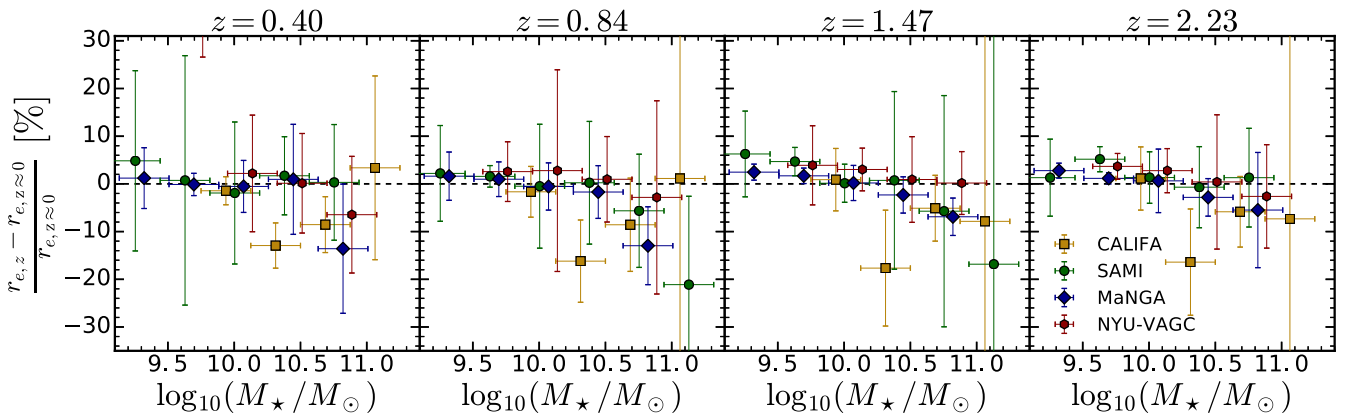 z = 0.40 z = 0.84 z = 1.47 z = 2.23
30
20
10
0
−10
−20
−30
(r_{e,z} − r_{e,z≈0}) / r_{e,z≈0} [%]
CALIFA
SAMI
MaNGA
NYU-VAGC
9.5 10.0 10.5 11.0 9.5 10.0 10.5 11.0 9.5 10.0 10.5 11.0 9.5 10.0 10.5 11.0
log₁₀(M⋆/M⊙) log₁₀(M⋆/M⊙) log₁₀(M⋆/M⊙) log₁₀(M⋆/M⊙)